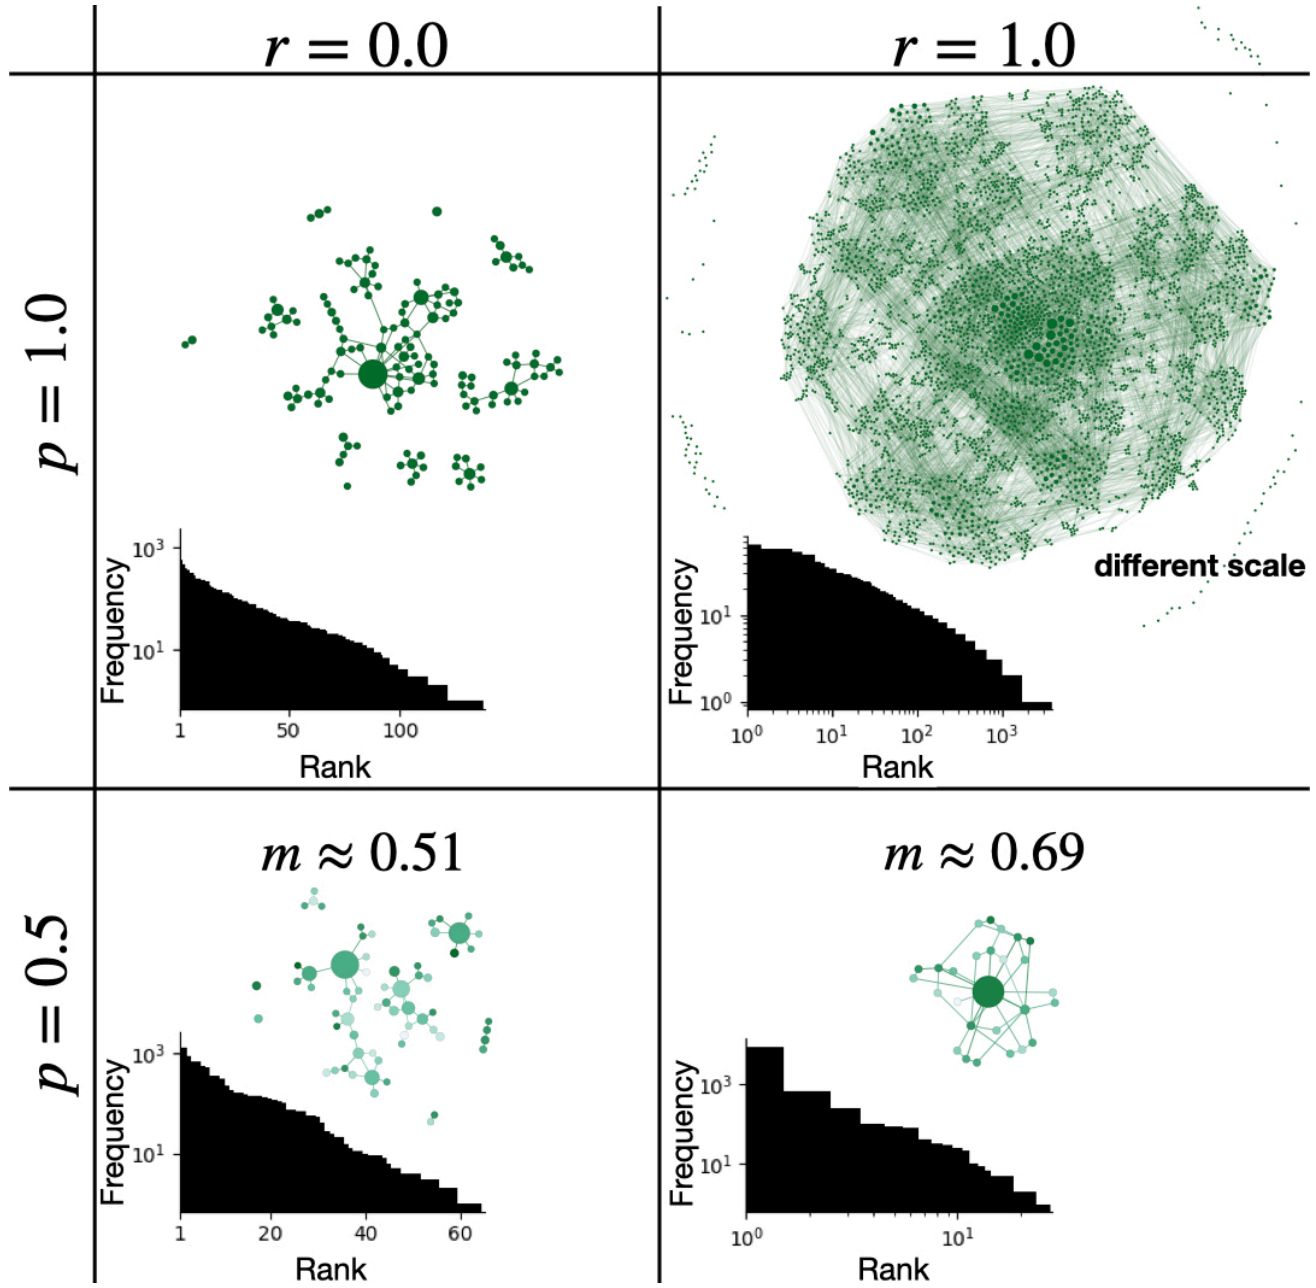 r = 0.0
r = 1.0
p = 1.0
different scale
Frequency
10³
10¹
1
50
100
Rank
Frequency
10¹
10⁰
10⁰
10¹
10²
10³
Rank
p = 0.5
m ≈ 0.51
m ≈ 0.69
Frequency
10³
10¹
1
20
40
60
Rank
Frequency
10³
10¹
10⁰
10¹
Rank